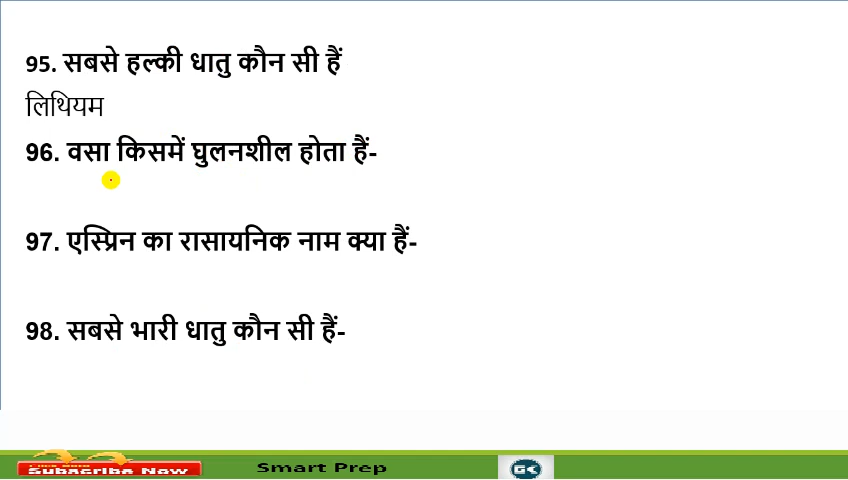 95. सबसे हल्की धातु कौन सी हैं
लिथियम
96. वसा किसमें घुलनशील होता हैं-
97. एस्प्रिन का रासायनिक नाम क्या हैं-
98. सबसे भारी धातु कौन सी हैं-
Subscribe Now
Smart Prep
GK